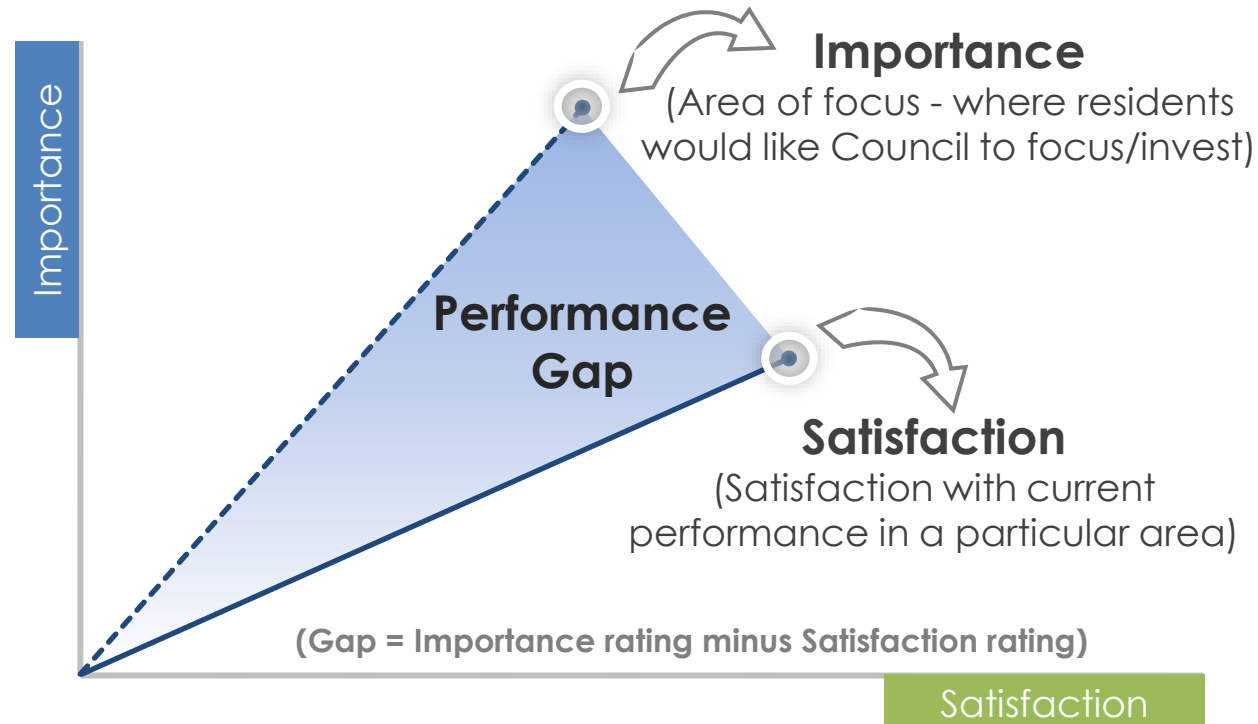 Importance
Importance
(Area of focus - where residents
would like Council to focus/invest)
Performance
Gap
Satisfaction
(Satisfaction with current
performance in a particular area)
(Gap = Importance rating minus Satisfaction rating)
Satisfaction